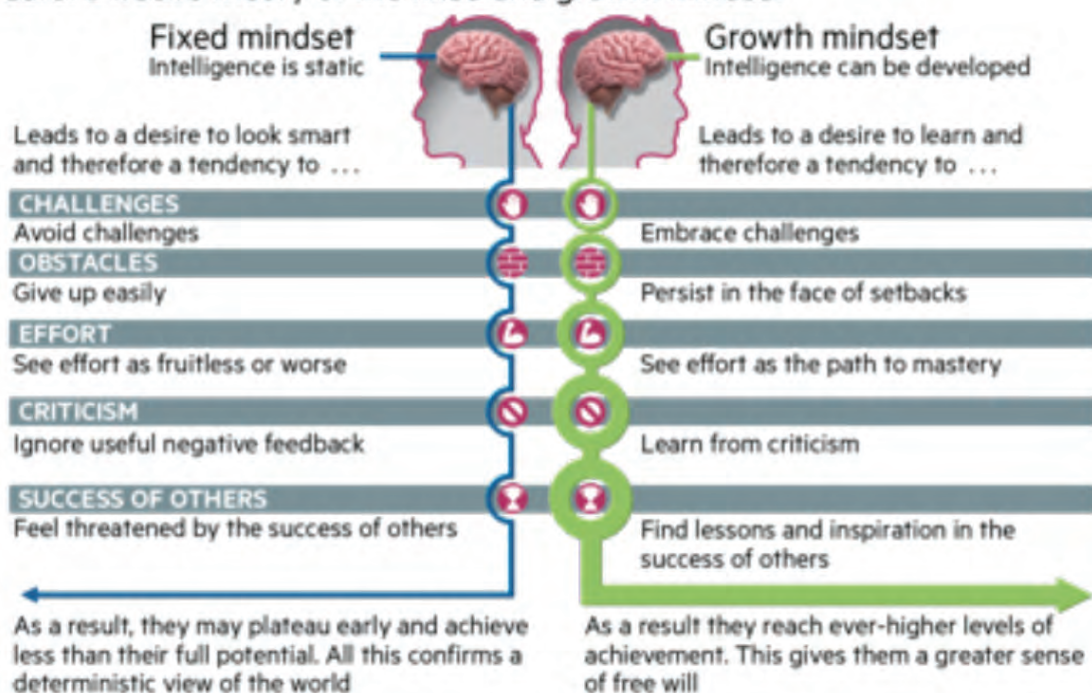 Fixed mindset
Intelligence is static
Growth mindset
Intelligence can be developed
Leads to a desire to look smart
and therefore a tendency to ...
Leads to a desire to learn and
therefore a tendency to ...
CHALLENGES
Avoid challenges
Embrace challenges
OBSTACLES
Give up easily
Persist in the face of setbacks
EFFORT
See effort as fruitless or worse
See effort as the path to mastery
CRITICISM
Ignore useful negative feedback
Learn from criticism
SUCCESS OF OTHERS
Feel threatened by the success of others
Find lessons and inspiration in the
success of others
As a result, they may plateau early and achieve
less than their full potential. All this confirms a
deterministic view of the world
As a result they reach ever-higher levels of
achievement. This gives them a greater sense
of free will